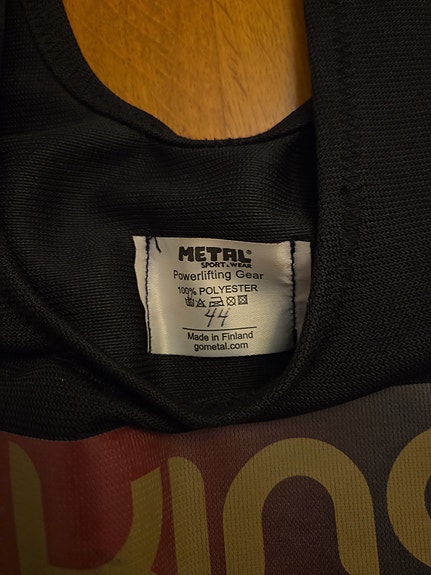 METAL®
SPORT & WEAR
Powerlifting Gear
100% POLYESTER
44
Made in Finland
gometal.com